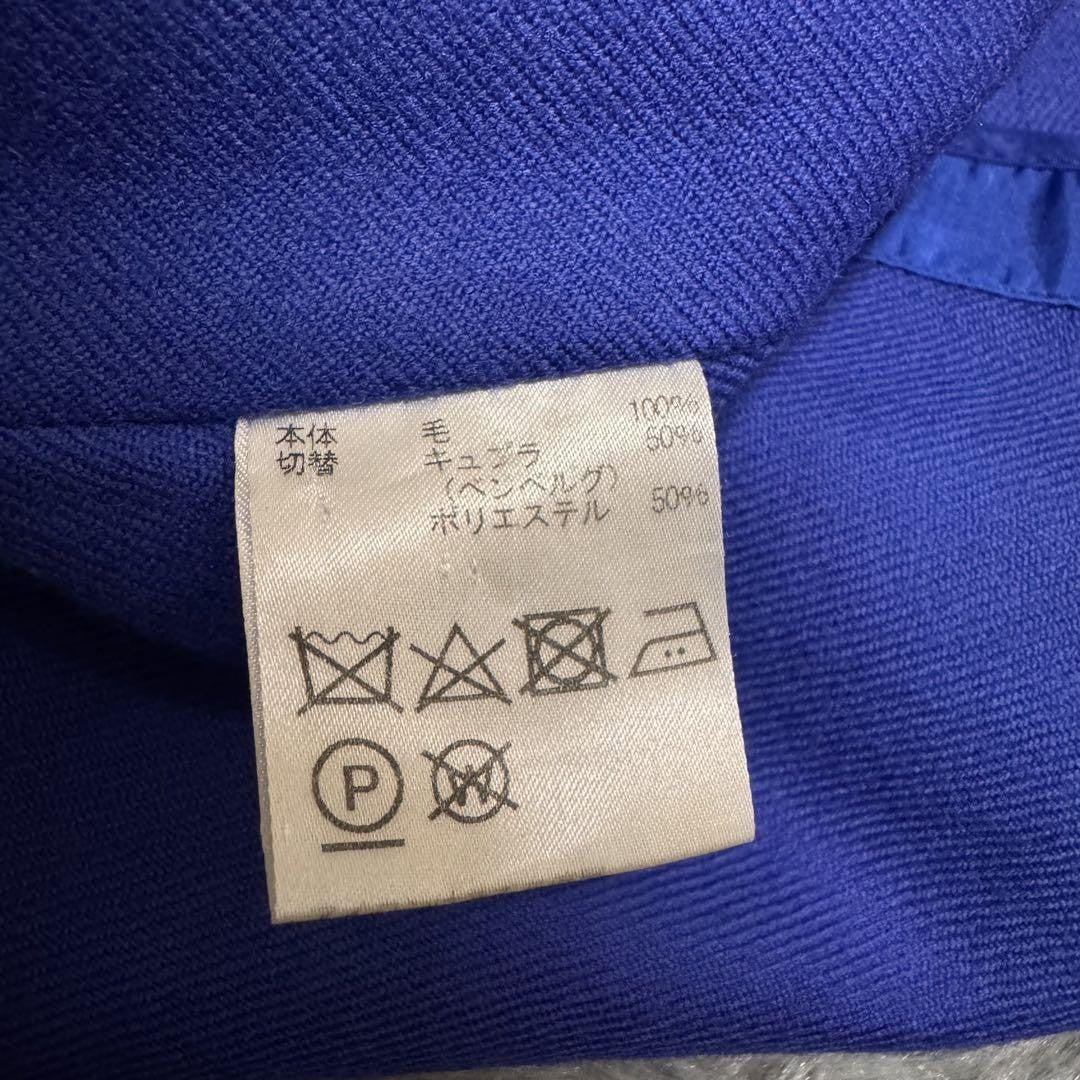 本体 毛 100%
切替 キュプラ 50%
(ベンベルグ)
ポリエステル 50%
P
W